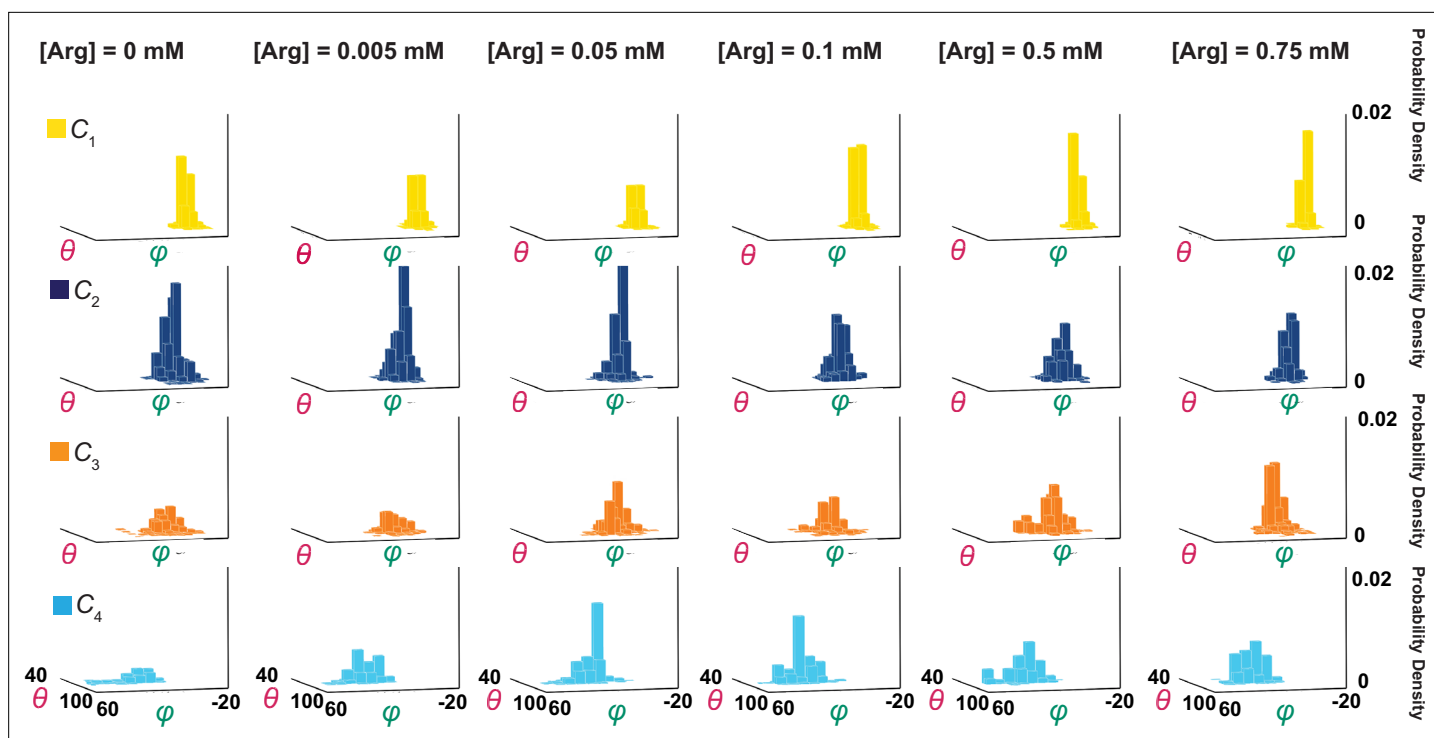 [Arg] = 0 mM [Arg] = 0.005 mM [Arg] = 0.05 mM [Arg] = 0.1 mM [Arg] = 0.5 mM [Arg] = 0.75 mM
Probability Density
C1
0.02
0
θ φ θ φ θ φ θ φ θ φ θ φ
Probability Density
C2
0.02
0
θ φ θ φ θ φ θ φ θ φ θ φ
Probability Density
C3
0.02
0
θ φ θ φ θ φ θ φ θ φ θ φ
Probability Density
C4
0.02
0
40 40 40 40 40 40
θ 100 60 φ -20 θ 100 60 φ -20 θ 100 60 φ -20 θ 100 60 φ -20 θ 100 60 φ -20 θ 100 60 φ -20